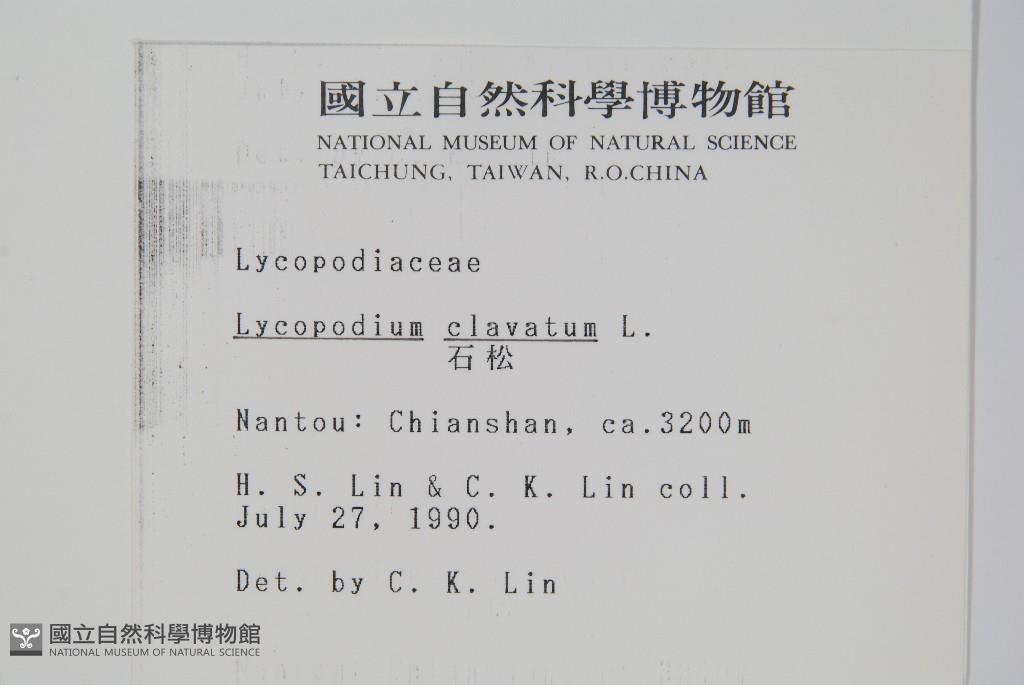 國立自然科學博物館
NATIONAL MUSEUM OF NATURAL SCIENCE
TAICHUNG, TAIWAN, R.O.CHINA
Lycopodiaceae
Lycopodium clavatum L.
石松
Nantou: Chianshan, ca.3200m
H. S. Lin & C. K. Lin coll.
July 27, 1990.
Det. by C. K. Lin
國立自然科學博物館
NATIONAL MUSEUM OF NATURAL SCIENCE